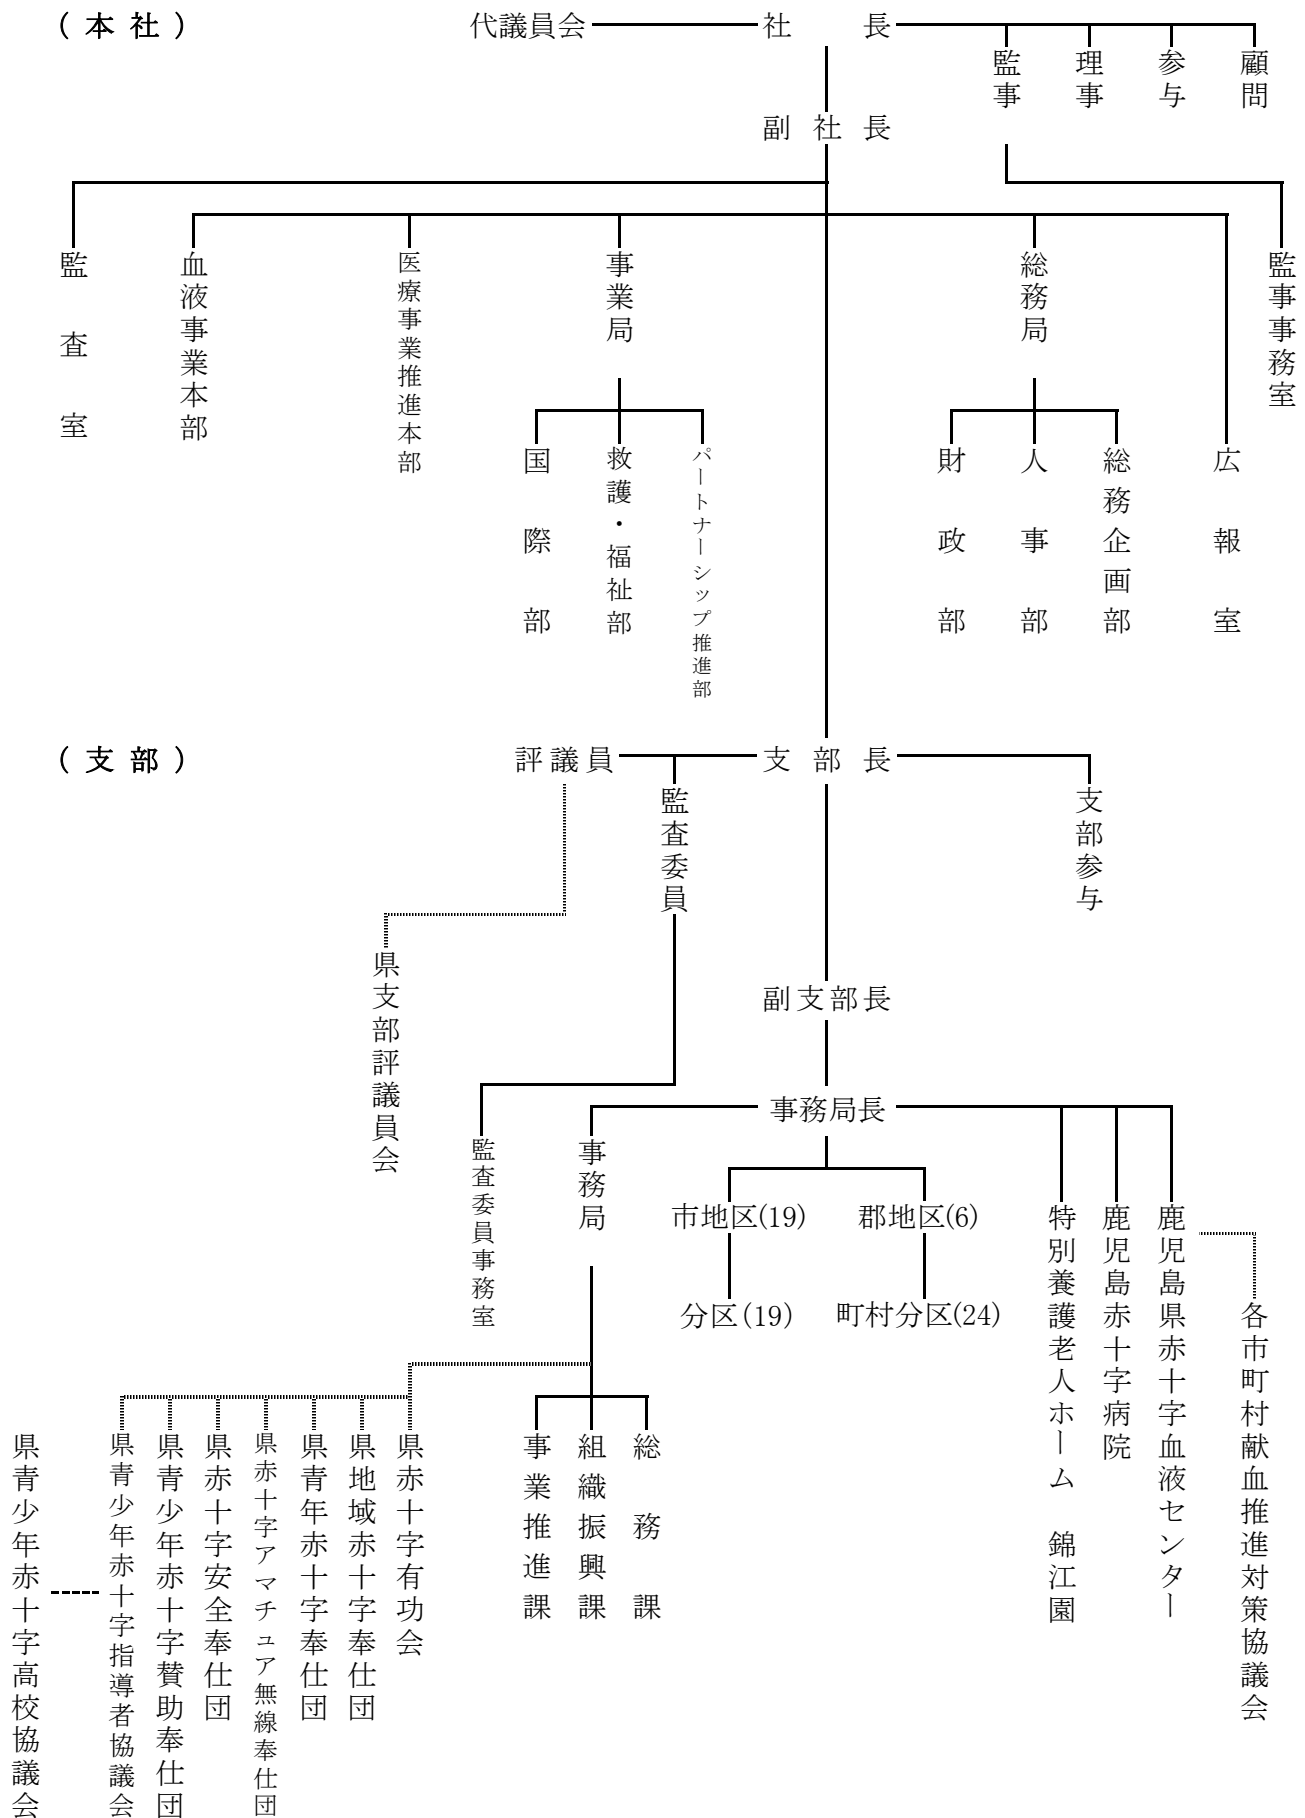 (本社)
代議員会
社長
監事
理事
参与
顧問
副社長
監査室
血液事業本部
医療事業推進本部
事業局
総務局
監事事務室
国際部
救護・福祉部
パートナーシップ推進部
財政部
人事部
総務企画部
広報室
(支部)
評議員
支部長
監査委員
支部参与
県支部評議員会
副支部長
事務局長
監査委員事務室
事務局
市地区(19)
郡地区(6)
分区(19)
町村分区(24)
特別養護老人ホーム 錦江園
鹿児島赤十字病院
鹿児島県赤十字血液センター
各市町村献血推進対策協議会
県青少年赤十字高校協議会
県青少年赤十字指導者協議会
県青少年赤十字賛助奉仕団
県赤十字安全奉仕団
県赤十字アマチュア無線奉仕団
県青年赤十字奉仕団
県地域赤十字奉仕団
県赤十字有功会
事業推進課
組織振興課
総務課